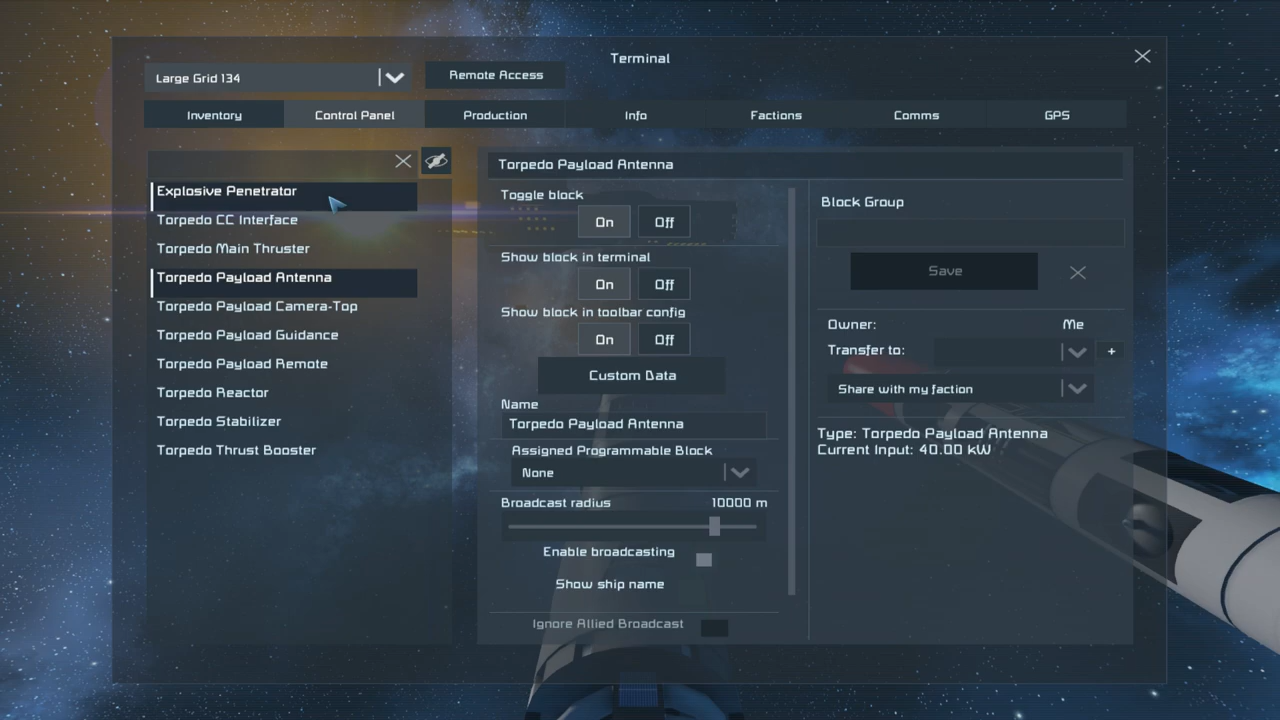 Terminal
Large Grid 134
Remote Access
Inventory
Control Panel
Production
Info
Factions
Comms
GPS
Explosive Penetrator
Torpedo CC Interface
Torpedo Main Thruster
Torpedo Payload Antenna
Torpedo Payload Camera-Top
Torpedo Payload Guidance
Torpedo Payload Remote
Torpedo Reactor
Torpedo Stabilizer
Torpedo Thrust Booster
Torpedo Payload Antenna
Toggle block
On
Off
Show block in terminal
On
Off
Show block in toolbar config
On
Off
Custom Data
Name
Torpedo Payload Antenna
Assigned Programmable Block
None
Broadcast radius 10000 m
Enable broadcasting
Show ship name
Ignore Allied Broadcast
Block Group
Save
Owner: Me
Transfer to:
+
Share with my faction
Type: Torpedo Payload Antenna
Current Input: 40.00 kW